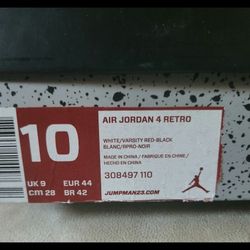 10
AIR JORDAN 4 RETRO
WHITE/VARSITY RED-BLACK
BLANC/RPRO-NOIR
MADE IN CHINA / FABRIQUE EN CHINE /
HECHO EN CHINA
308497 110
UK 9 EUR 44
CM 28 BR 42
JUMPMAN23.COM